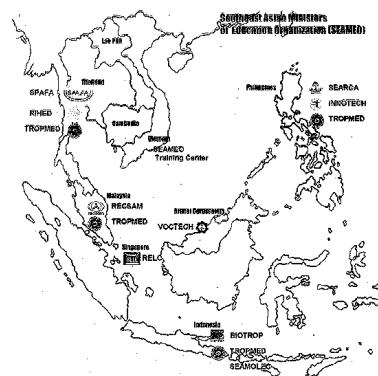 Southeast Asian Ministers
of Education Organization (SEAMEO)
Lao PDR
Thailand
SPAFA
RIHED
TROPMED
Cambodia
Vietnam
SEAMEO
Training Center
Philippines
SEARCA
INNOTECH
TROPMED
Malaysia
RECSAM
TROPMED
Brunei Darussalam
VOCTECH
Singapore
RELC
Indonesia
BIOTROP
TROPMED
SEAMOLEC